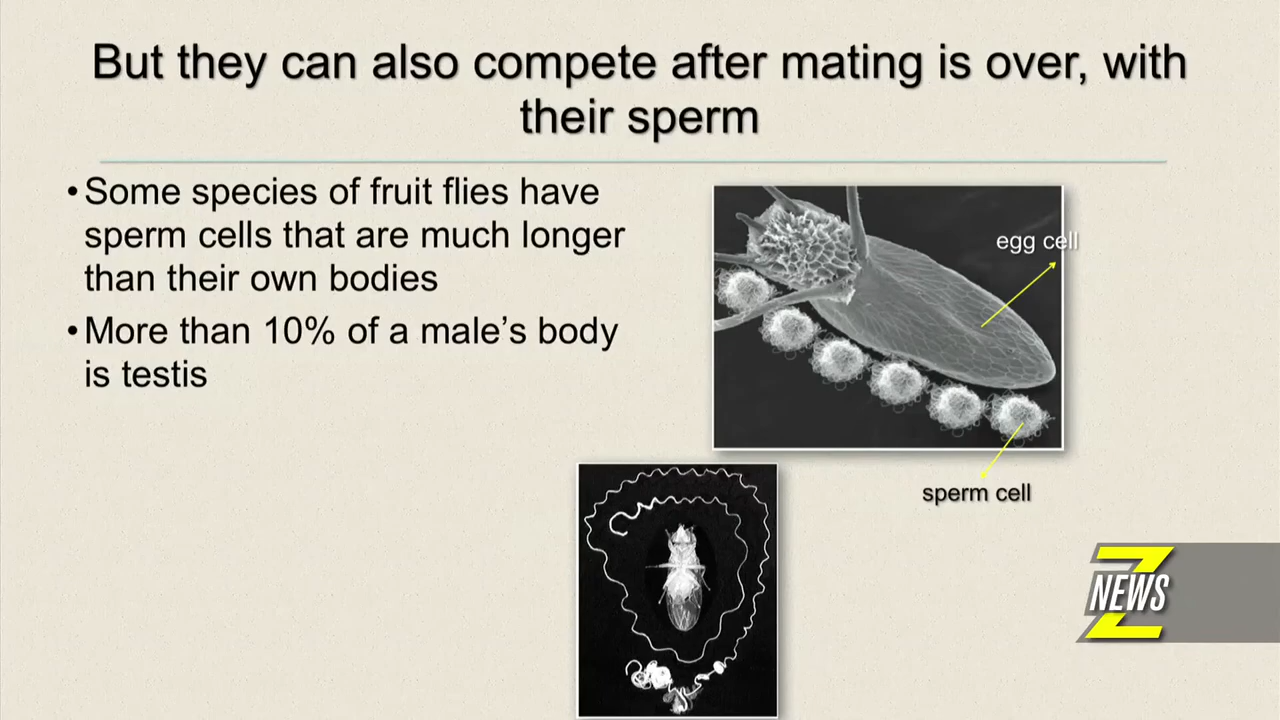 But they can also compete after mating is over, with
their sperm
• Some species of fruit flies have
sperm cells that are much longer
than their own bodies
• More than 10% of a male's body
is testis
egg cell
sperm cell
Z
NEWS